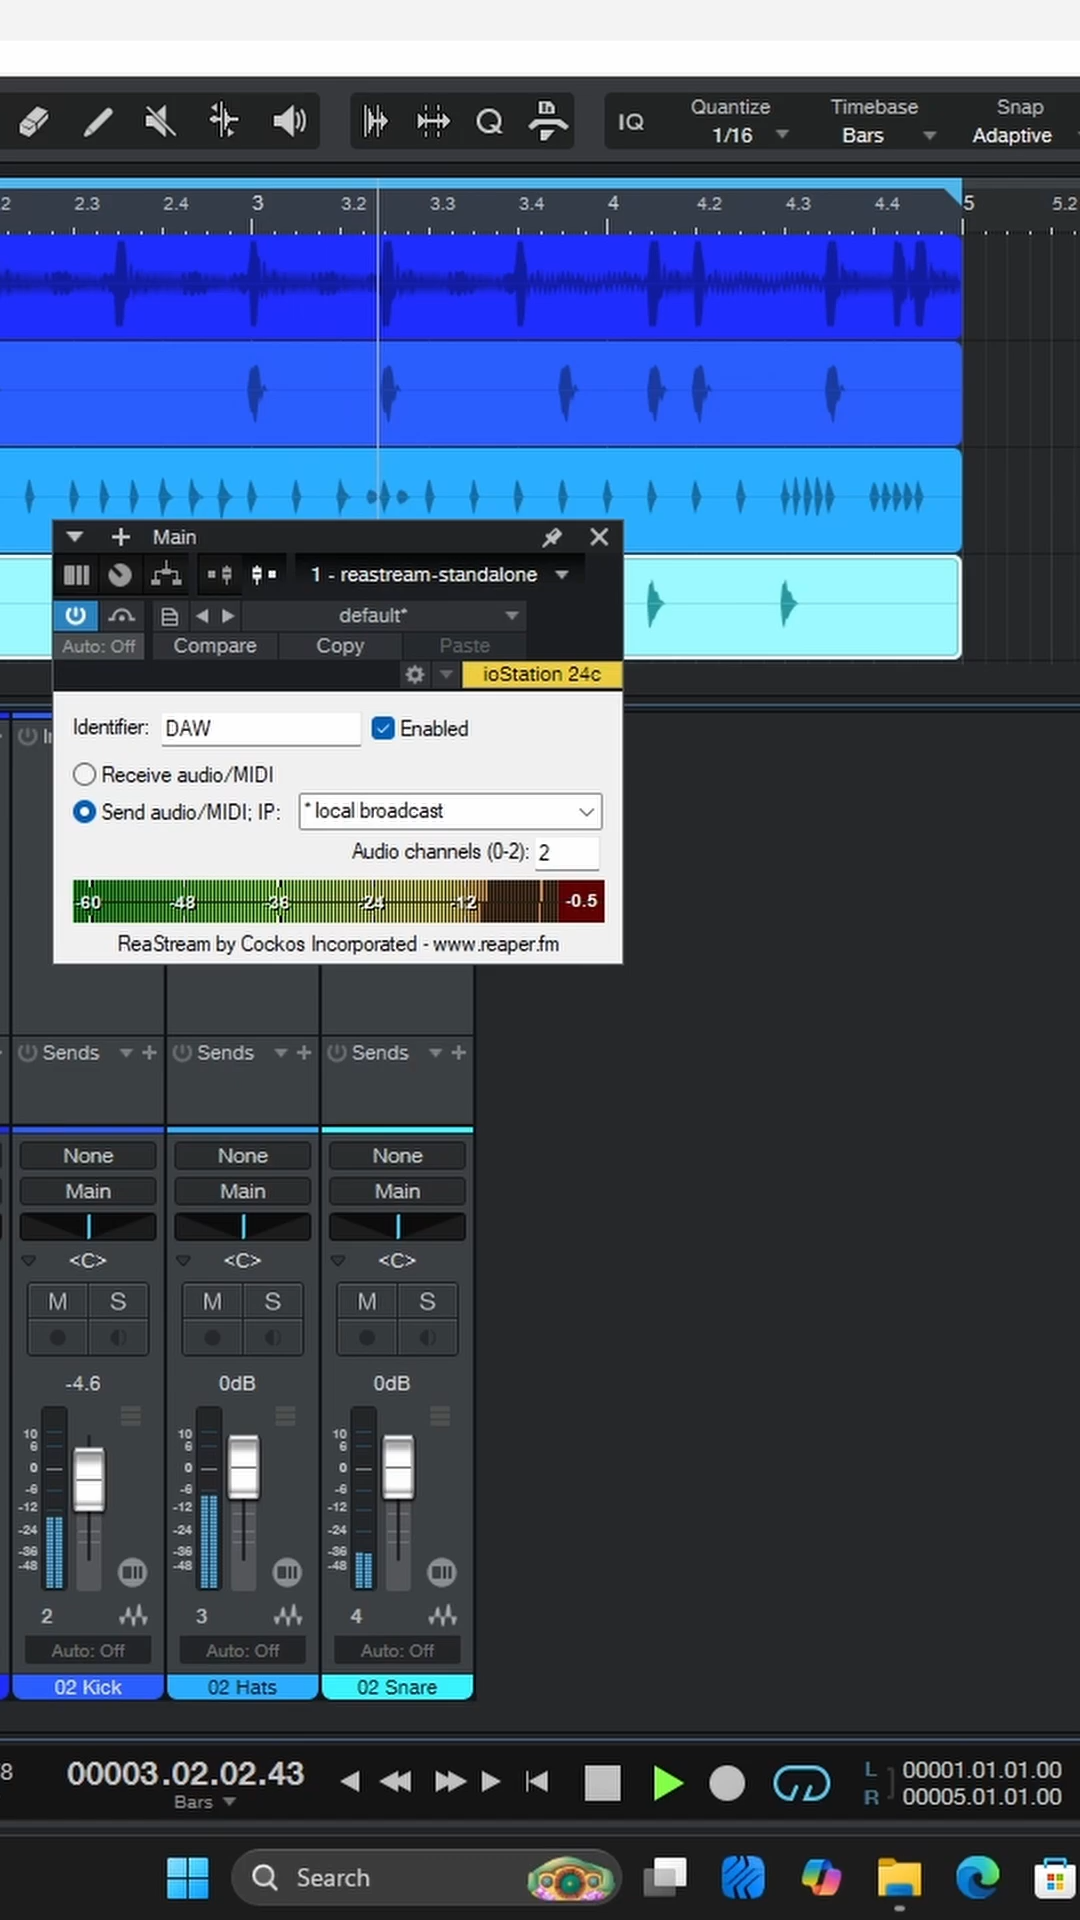 IQ
Quantize
1/16
Timebase
Bars
Snap
Adaptive
2 2.3 2.4 3 3.2 3.3 3.4 4 4.2 4.3 4.4 5 5.2
Main
1 - reastream-standalone
default*
Auto: Off Compare Copy Paste
ioStation 24c
Identifier: DAW Enabled
Receive audio/MIDI
Send audio/MIDI; IP: * local broadcast
Audio channels (0-2): 2
-60 -48 -36 -24 -12 -0.5
ReaStream by Cockos Incorporated - www.reaper.fm
Sends Sends Sends
None None None
Main Main Main
<C> <C> <C>
M S M S M S
-4.6 0dB 0dB
10 10 10
6 6 6
0 0 0
-6 -6 -6
-12 -12 -12
-24 -24 -24
-36 -36 -36
-48 -48 -48
2 3 4
Auto: Off Auto: Off Auto: Off
02 Kick 02 Hats 02 Snare
8 00003.02.02.43
Bars
L 00001.01.01.00
R 00005.01.01.00
Search